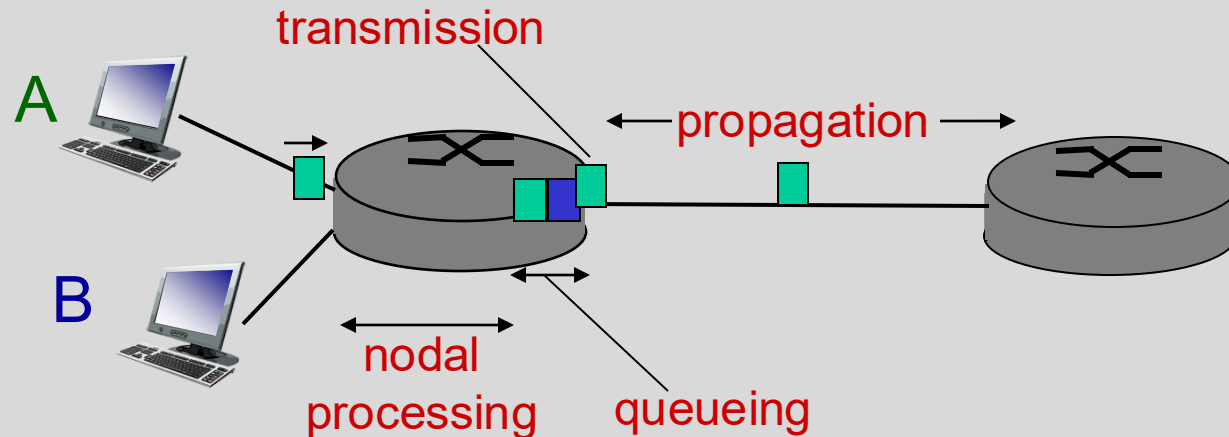 transmission
A
propagation
B
nodal
processing
queueing